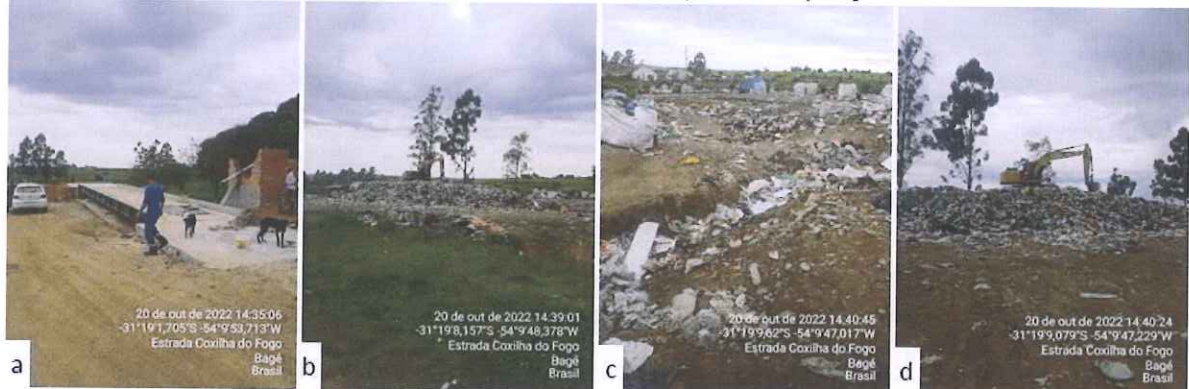 20 de out de 2022 14:35:06
-31°19'1,705"S -54°9'53,713"W
Estrada Coxilha do Fogo
Bagé
Brasil
a
20 de out de 2022 14:39:01
-31°19'8,157"S -54°9'48,378"W
Estrada Coxilha do Fogo
Bagé
Brasil
b
20 de out de 2022 14:40:45
-31°19'9,62"S -54°9'47,017"W
Estrada Coxilha do Fogo
Bagé
Brasil
c
20 de out de 2022 14:40:24
-31°19'9,079"S -54°9'47,229"W
Estrada Coxilha do Fogo
Bagé
Brasil
d